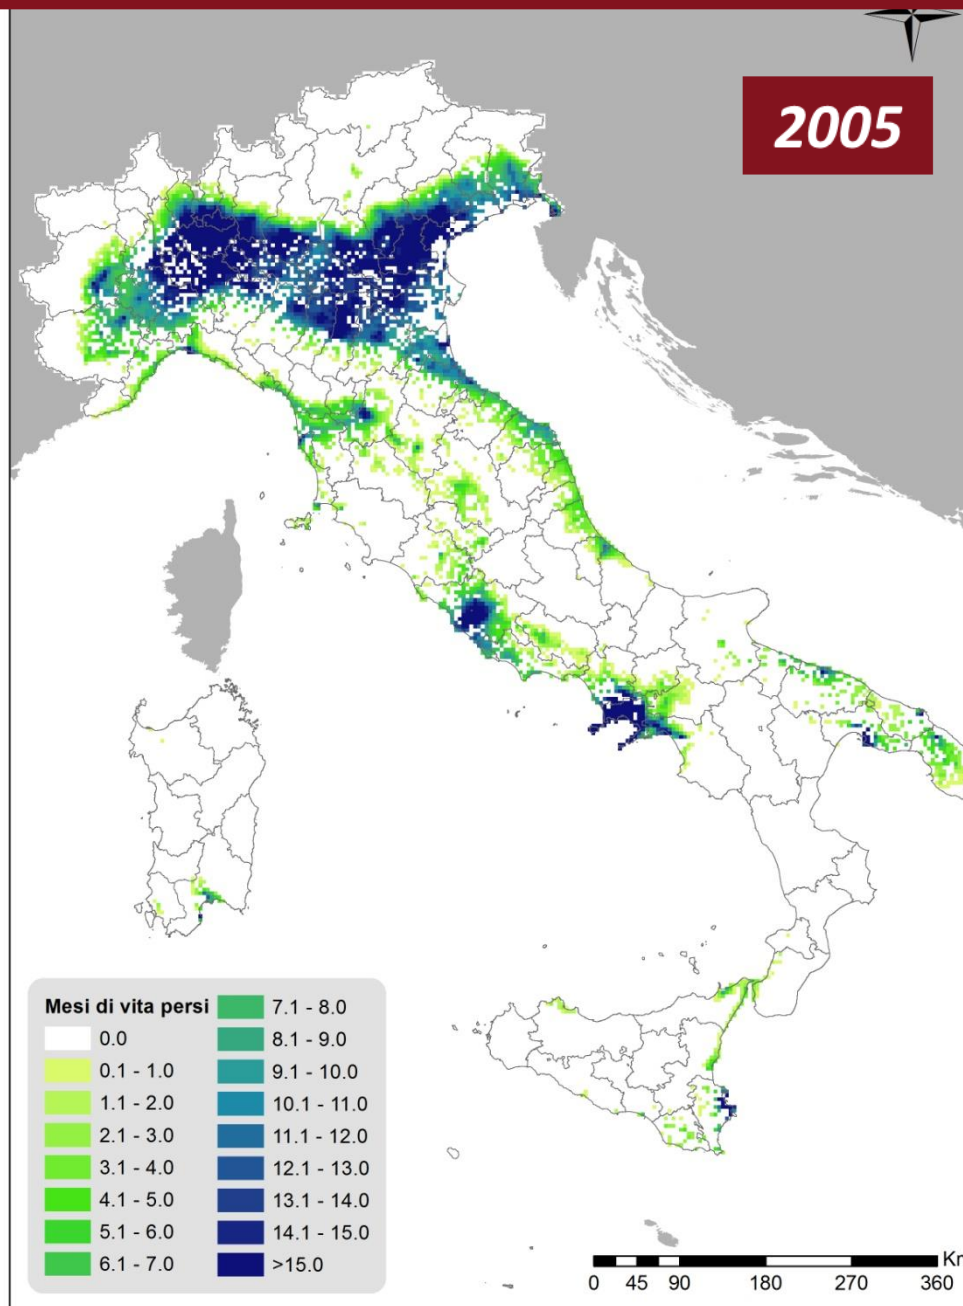 2005
Mesi di vita persi
0.0
0.1 - 1.0
1.1 - 2.0
2.1 - 3.0
3.1 - 4.0
4.1 - 5.0
5.1 - 6.0
6.1 - 7.0
7.1 - 8.0
8.1 - 9.0
9.1 - 10.0
10.1 - 11.0
11.1 - 12.0
12.1 - 13.0
13.1 - 14.0
14.1 - 15.0
>15.0
Km
0 45 90 180 270 360